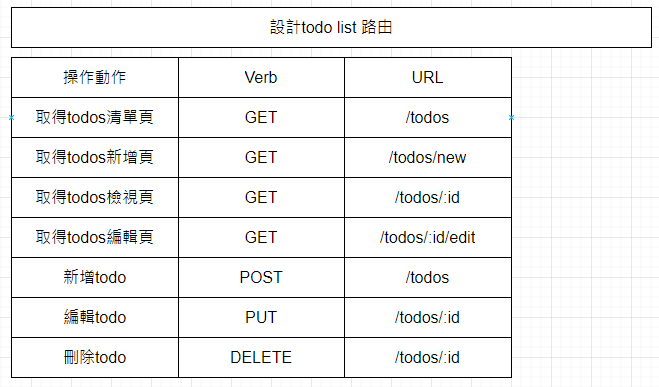 設計todo list 路由
操作動作 Verb URL
取得todos清單頁 GET /todos
取得todos新增頁 GET /todos/new
取得todos檢視頁 GET /todos/:id
取得todos編輯頁 GET /todos/:id/edit
新增todo POST /todos
編輯todo PUT /todos/:id
刪除todo DELETE /todos/:id